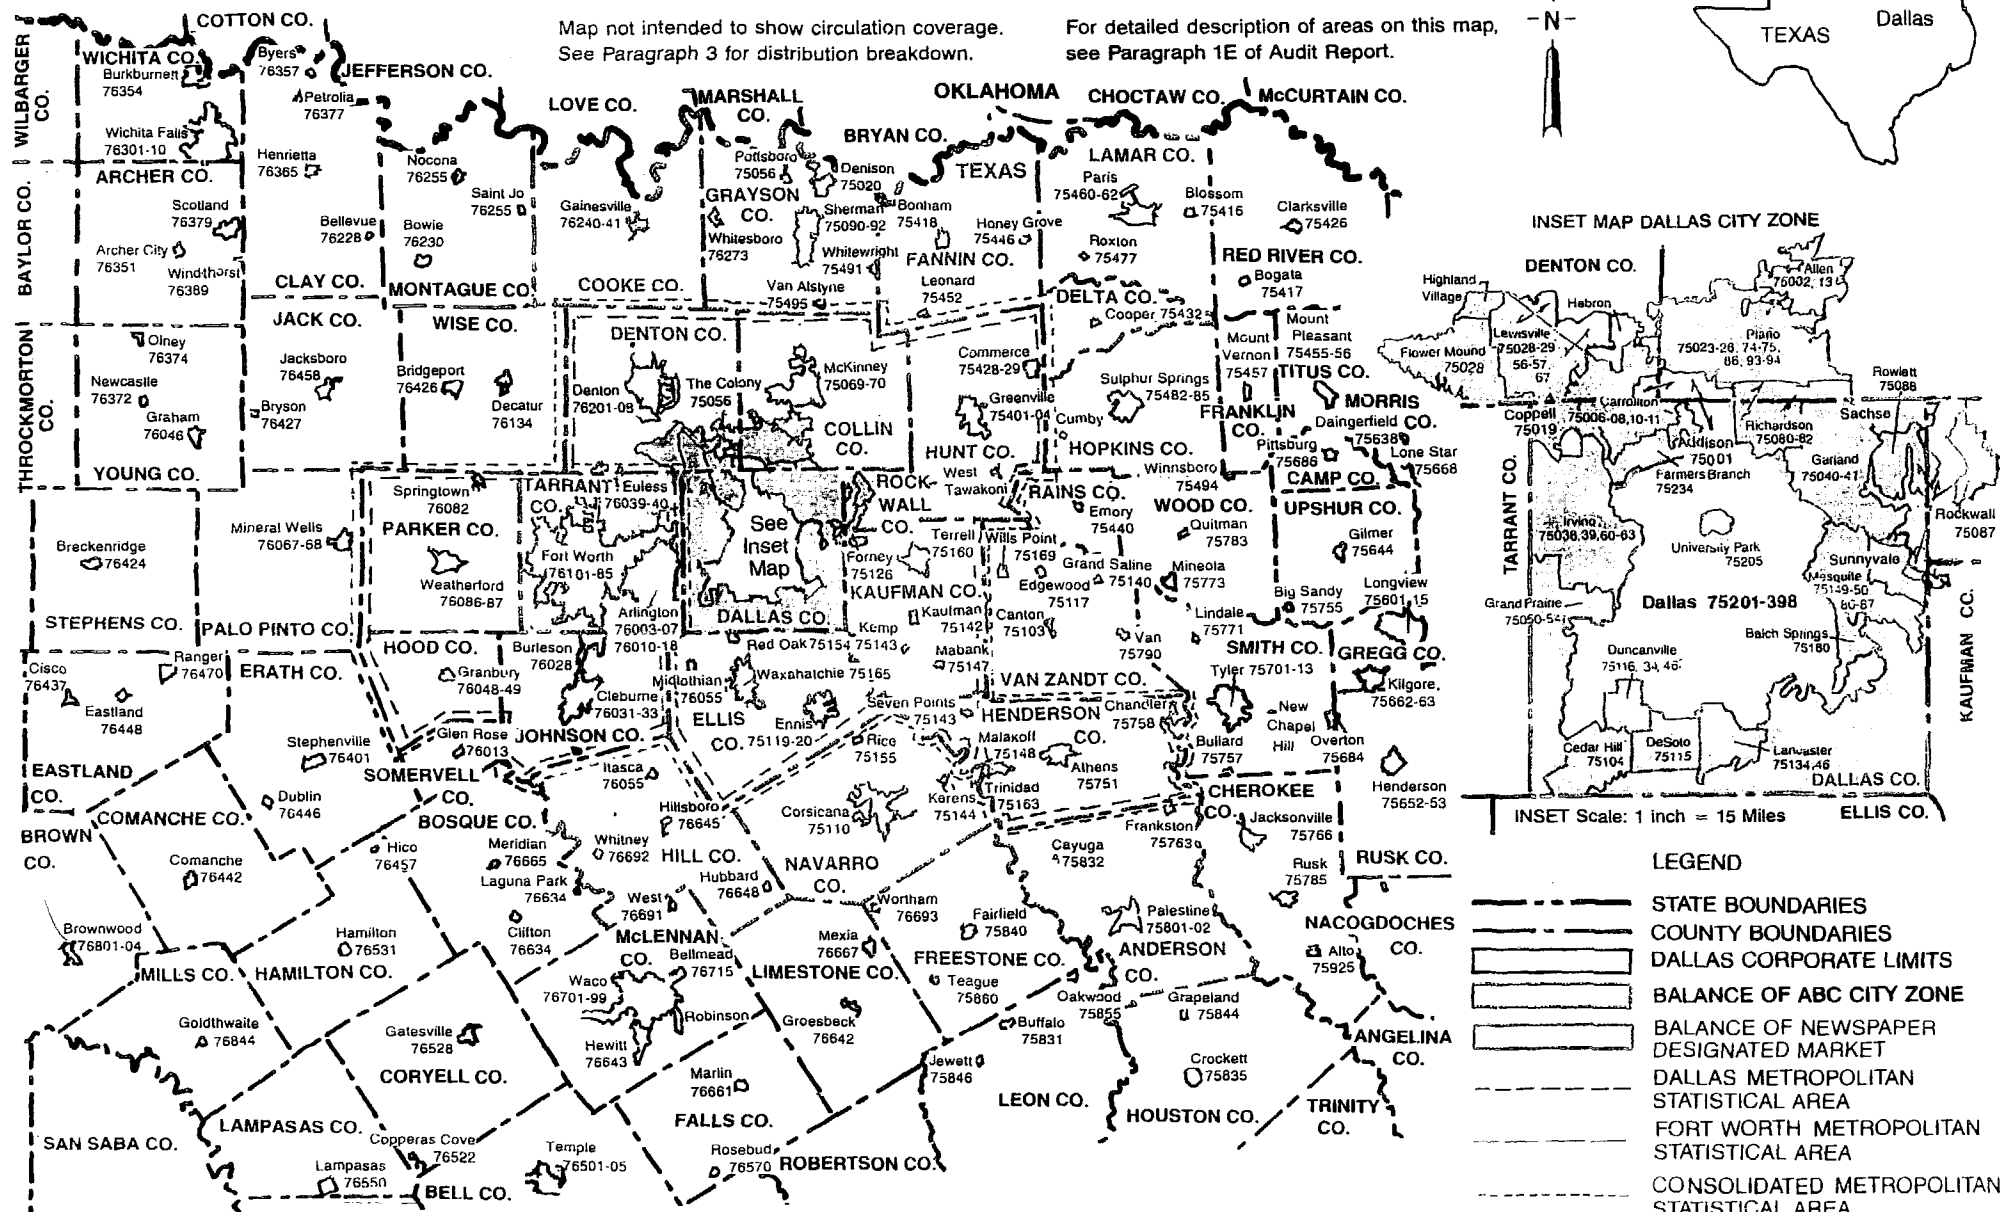 COTTON CO.
Map not intended to show circulation coverage.
See Paragraph 3 for distribution breakdown.
For detailed description of areas on this map,
see Paragraph 1E of Audit Report.
-N-
TEXAS
Dallas
WILBARGER
CO.
WICHITA CO.
Burkburnett
76354
Byers
76357
JEFFERSON CO.
Petrolia
76377
LOVE CO.
MARSHALL
CO.
OKLAHOMA
CHOCTAW CO.
McCURTAIN CO.
BRYAN CO.
TEXAS
LAMAR CO.
Wichita Falls
76301-10
Henrietta
76365
Nocona
76255
Saint Jo
76255
Pottsboro
75056
Denison
75020
GRAYSON
CO.
Paris
75460-62
Blossom
75416
Clarksville
75426
BAYLOR CO.
ARCHER CO.
Scotland
76379
Archer City
76351
Windthorst
76389
Bellevue
76228
Bowie
76230
Gainesville
76240-41
Whitesboro
76273
Sherman
75090-92
Bonham
75418
Honey Grove
75446
Whitewright
75491
FANNIN CO.
Roxton
75477
RED RIVER CO.
Bogata
75417
CLAY CO.
MONTAGUE CO.
COOKE CO.
Van Alstyne
75495
Leonard
75452
DELTA CO.
Cooper 75432
THROCKMORTON
CO.
Olney
76374
Newcastle
76372
Graham
76046
YOUNG CO.
JACK CO.
Jacksboro
76458
Bryson
76427
WISE CO.
Bridgeport
76426
Decatur
76134
DENTON CO.
Denton
76201-08
The Colony
75056
McKinney
75069-70
COLLIN
CO.
Commerce
75428-29
Greenville
75401-04
HUNT CO.
Cumby
Sulphur Springs
75482-85
HOPKINS CO.
Mount
Vernon
75457
FRANKLIN
CO.
Mount
Pleasant
75455-56
TITUS CO.
MORRIS
CO.
Daingerfield
75638
Pittsburg
75686
Lone Star
75668
CAMP CO.
Springtown
76082
PARKER CO.
Weatherford
76086-87
TARRANT
CO.
Euless
76039-40
Fort Worth
76101-85
Arlington
76003-07
76010-18
See
Inset
Map
DALLAS CO.
ROCK-
WALL
CO.
West
Tawakoni
RAINS CO.
Emory
75440
Winnsboro
75494
WOOD CO.
Quitman
75783
UPSHUR CO.
Gilmer
75644
Breckenridge
76424
STEPHENS CO.
Mineral Wells
76067-68
PALO PINTO CO.
Forney
75126
Terrell
75160
Wills Point
75169
Grand Saline
75140
Edgewood
75117
Mineola
75773
Big Sandy
75755
Longview
75601-15
KAUFMAN CO.
Kaufman
75142
Kemp
75143
Canton
75103
Van
75790
Lindale
75771
SMITH CO.
GREGG CO.
Tyler 75701-13
Kilgore
75662-63
Cisco
76437
Ranger
76470
Eastland
76448
EASTLAND
CO.
ERATH CO.
Stephenville
76401
Dublin
76446
HOOD CO.
Granbury
76048-49
Burleson
76028
Cleburne
76031-33
JOHNSON CO.
Glen Rose
76013
SOMERVELL
CO.
Red Oak 75154
Midlothian
76055
Waxahachie 75165
ELLIS
CO.
Ennis
75119-20
Mabank
75147
VAN ZANDT CO.
Seven Points
75143
HENDERSON
CO.
Chandler
75758
Malakoff
75148
Athens
75751
Rice
75155
Trinidad
75163
Kerens
75144
New
Chapel
Hill
Bullard
75757
Overton
75684
Henderson
75652-53
BROWN
CO.
COMANCHE CO.
Comanche
76442
Brownwood
76801-04
Hico
76457
BOSQUE CO.
Meridian
76665
Laguna Park
76634
Clifton
76634
Itasca
76055
Hillsboro
76645
Whitney
76692
HILL CO.
Hubbard
76648
Corsicana
75110
NAVARRO
CO.
Frankston
75763
Cayuga
75832
CHEROKEE
CO.
Jacksonville
75766
Rusk
75785
RUSK CO.
MILLS CO.
Goldthwaite
76844
HAMILTON CO.
Hamilton
76531
West
76691
McLENNAN
CO.
Bellmead
76715
Waco
76701-99
Robinson
Hewitt
76643
Wortham
76693
Mexia
76667
LIMESTONE CO.
Groesbeck
76642
Fairfield
75840
FREESTONE CO.
Teague
75860
Palestine
75801-02
ANDERSON
CO.
Oakwood
75855
Grapeland
75844
NACOGDOCHES
CO.
Alto
75925
ANGELINA
CO.
Gatesville
76528
CORYELL CO.
Marlin
76661
FALLS CO.
Buffalo
75831
Jewett
75846
LEON CO.
Crockett
75835
HOUSTON CO.
TRINITY
CO.
SAN SABA CO.
LAMPASAS CO.
Lampasas
76550
Copperas Cove
76522
BELL CO.
Temple
76501-05
Rosebud
76570
ROBERTSON CO.
INSET MAP DALLAS CITY ZONE
DENTON CO.
Highland
Village
Hebron
Allen
75002, 13
Lewisville
75028-29
56-57,
67
Flower Mound
75028
Plano
75023-26, 74-75,
86, 93-94
Rowlett
75088
Coppell
75019
Carrollton
75006-08,10-11
Addison
75001
Richardson
75080-82
Sachse
Farmers Branch
75234
Garland
75040-41
TARRANT CO.
Irving
75038,39,60-63
University Park
75205
Rockwall
75087
Sunnyvale
Mesquite
75149-50
Grand Prairie
75050-54
Dallas 75201-398
Balch Springs
75180
KAUFMAN CO.
Duncanville
Cedar Hill
75104
DeSoto
75115
Lancaster
75134,46
DALLAS CO.
INSET Scale: 1 inch = 15 Miles
ELLIS CO.
LEGEND
STATE BOUNDARIES
COUNTY BOUNDARIES
DALLAS CORPORATE LIMITS
BALANCE OF ABC CITY ZONE
BALANCE OF NEWSPAPER
DESIGNATED MARKET
DALLAS METROPOLITAN
STATISTICAL AREA
FORT WORTH METROPOLITAN
STATISTICAL AREA
CONSOLIDATED METROPOLITAN
STATISTICAL AREA